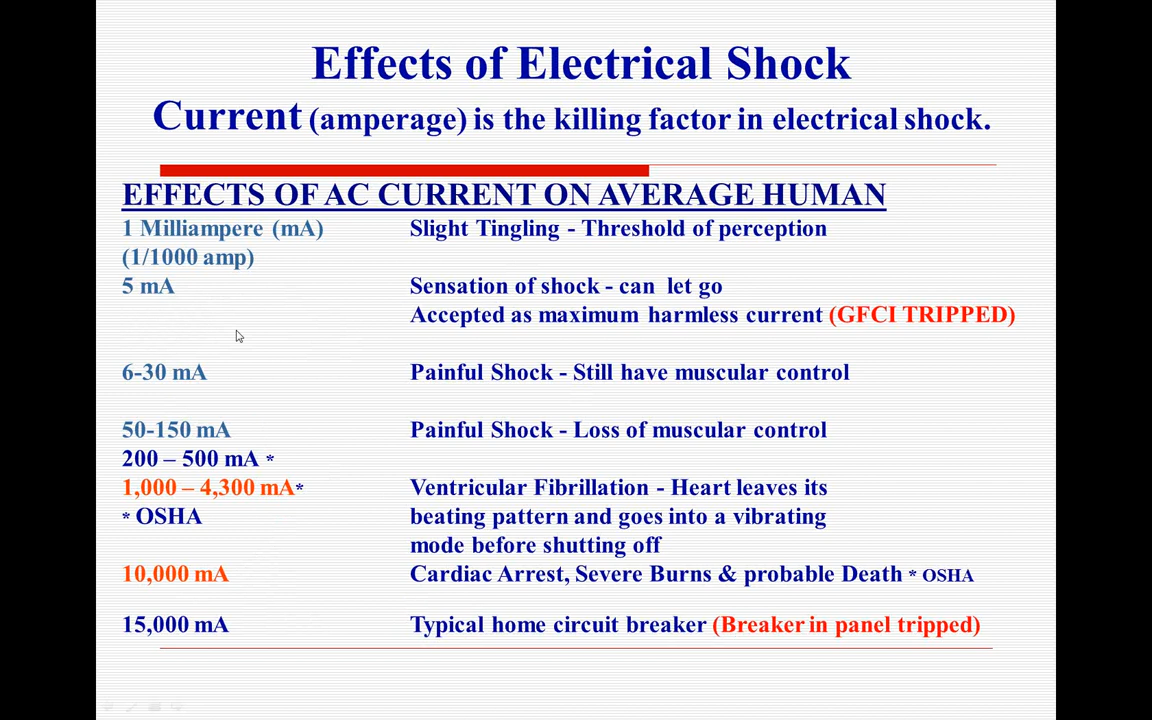 Effects of Electrical Shock
Current (amperage) is the killing factor in electrical shock.
EFFECTS OF AC CURRENT ON AVERAGE HUMAN
1 Milliampere (mA) Slight Tingling - Threshold of perception
(1/1000 amp)
5 mA Sensation of shock - can let go
Accepted as maximum harmless current (GFCI TRIPPED)
6-30 mA Painful Shock - Still have muscular control
50-150 mA Painful Shock - Loss of muscular control
200 – 500 mA *
1,000 – 4,300 mA* Ventricular Fibrillation - Heart leaves its
* OSHA beating pattern and goes into a vibrating
mode before shutting off
10,000 mA Cardiac Arrest, Severe Burns & probable Death * OSHA
15,000 mA Typical home circuit breaker (Breaker in panel tripped)